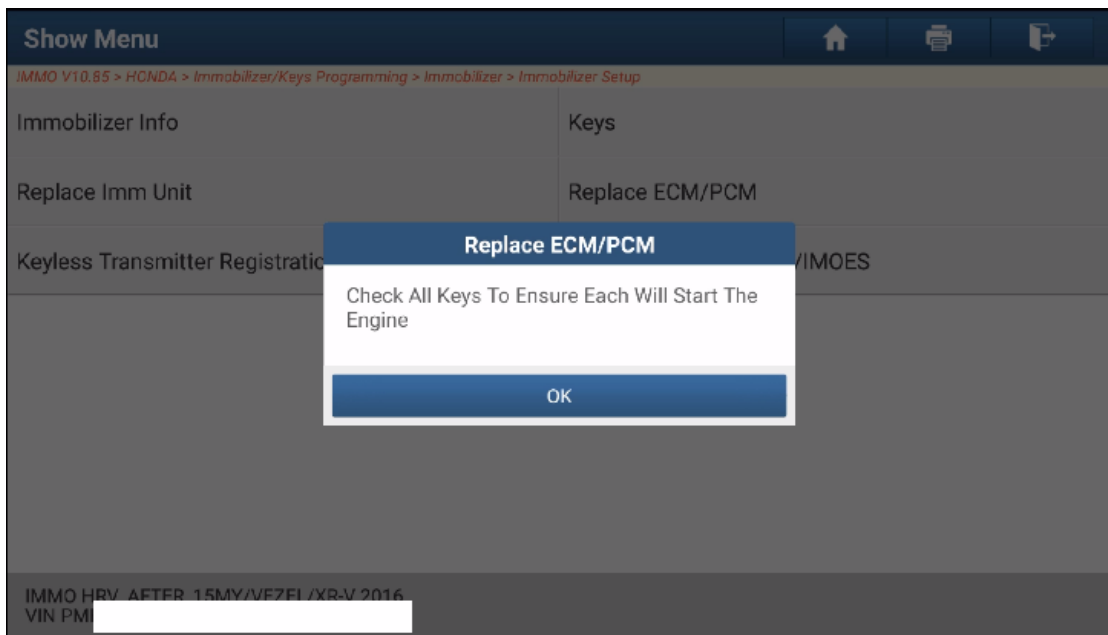 Show Menu
IMMO V10.85 > HONDA > Immobilizer/Keys Programming > Immobilizer > Immobilizer Setup
Immobilizer Info
Keys
Replace Imm Unit
Replace ECM/PCM
Keyless Transmitter Registratio
/IMOES
Replace ECM/PCM
Check All Keys To Ensure Each Will Start The
Engine
OK
IMMO HRV AFTER 15MY/VEZEL/XR-V 2016
VIN PM